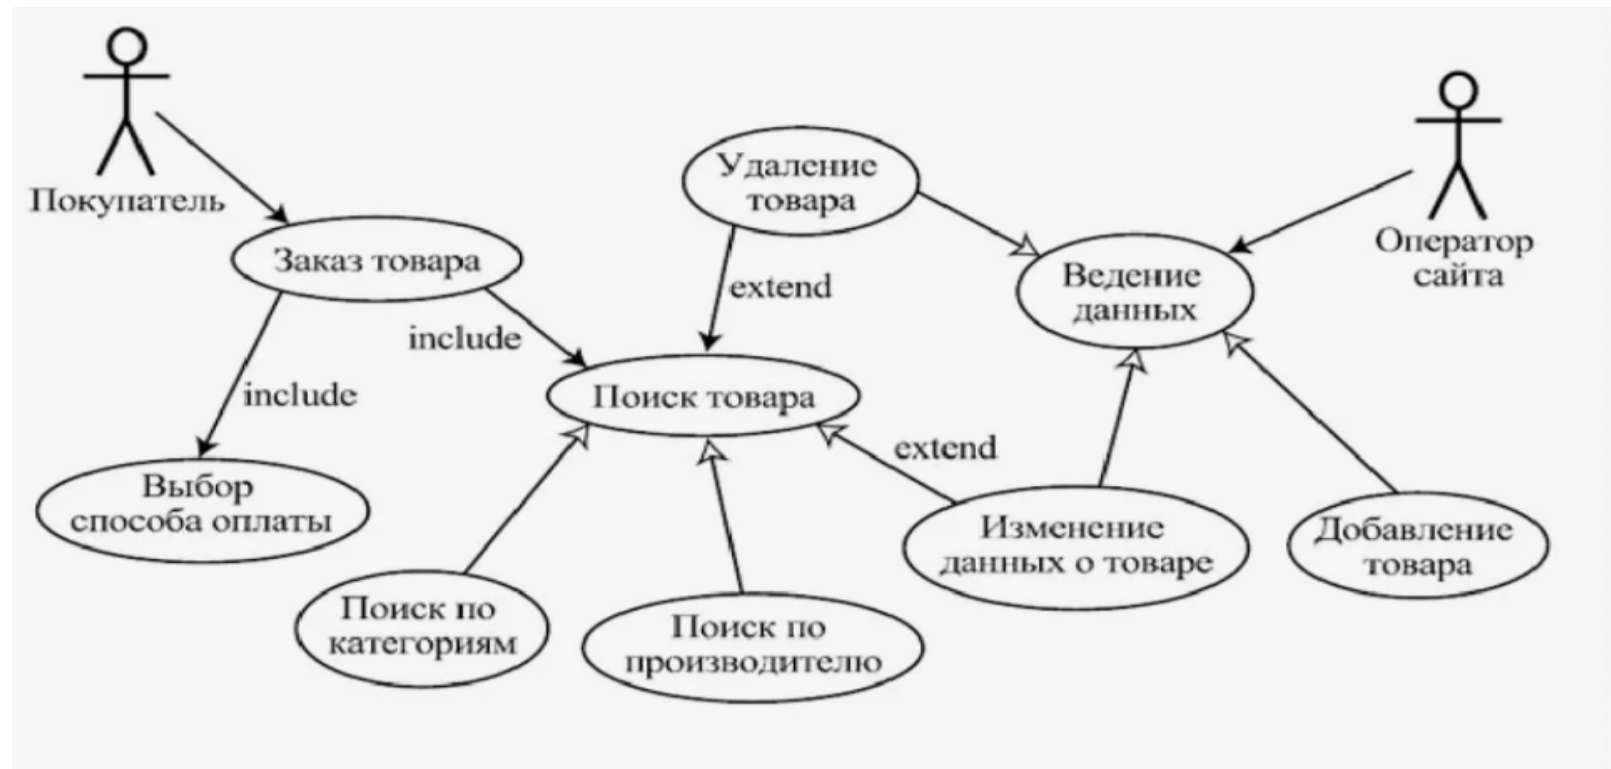 Покупатель
Заказ товара
include
include
Выбор
способа оплаты
Удаление
товара
extend
Поиск товара
Поиск по
категориям
Поиск по
производителю
extend
Изменение
данных о товаре
Ведение
данных
Добавление
товара
Оператор
сайта